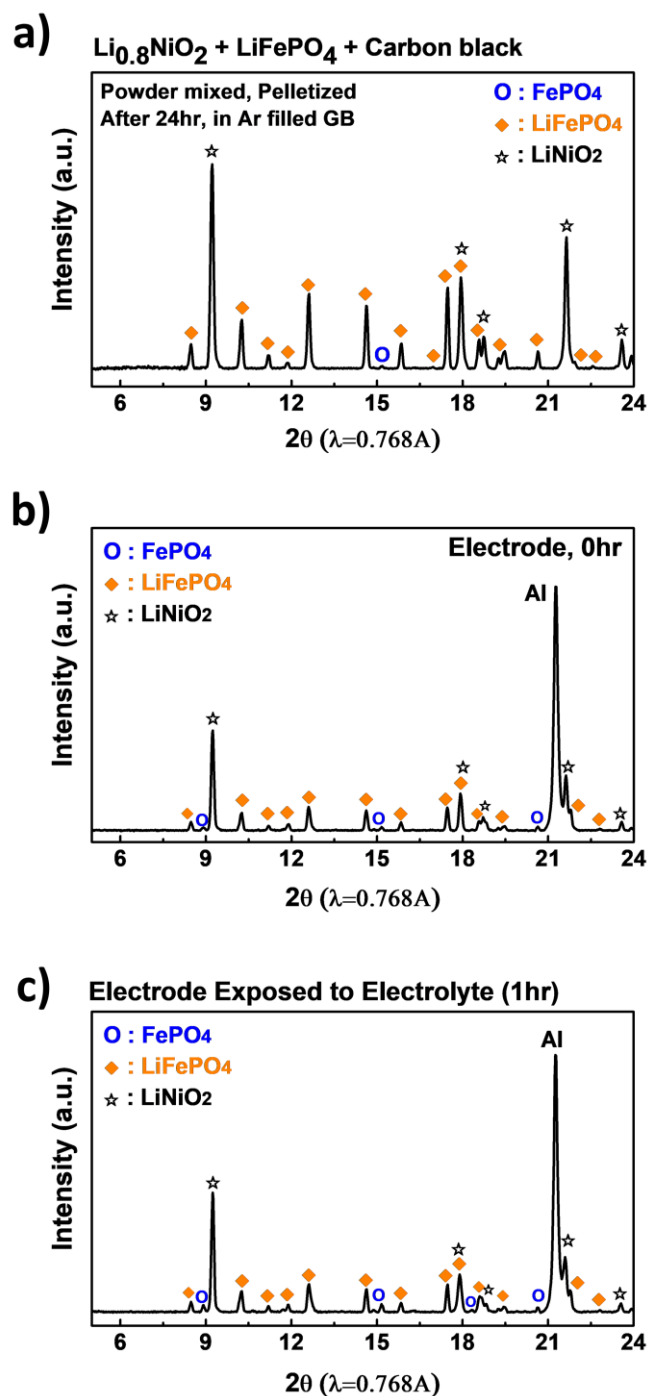 a)
Li0.8NiO2 + LiFePO4 + Carbon black
Powder mixed, Pelletized
After 24hr, in Ar filled GB
O : FePO4
◆ : LiFePO4
☆ : LiNiO2
O
Intensity (a.u.)
6 9 12 15 18 21 24
2θ (λ=0.768A)
b)
O : FePO4
◆ : LiFePO4
☆ : LiNiO2
Electrode, 0hr
Al
O O O
Intensity (a.u.)
6 9 12 15 18 21 24
2θ (λ=0.768A)
c)
Electrode Exposed to Electrolyte (1hr)
O : FePO4
◆ : LiFePO4
☆ : LiNiO2
Al
O O O O
Intensity (a.u.)
6 9 12 15 18 21 24
2θ (λ=0.768A)